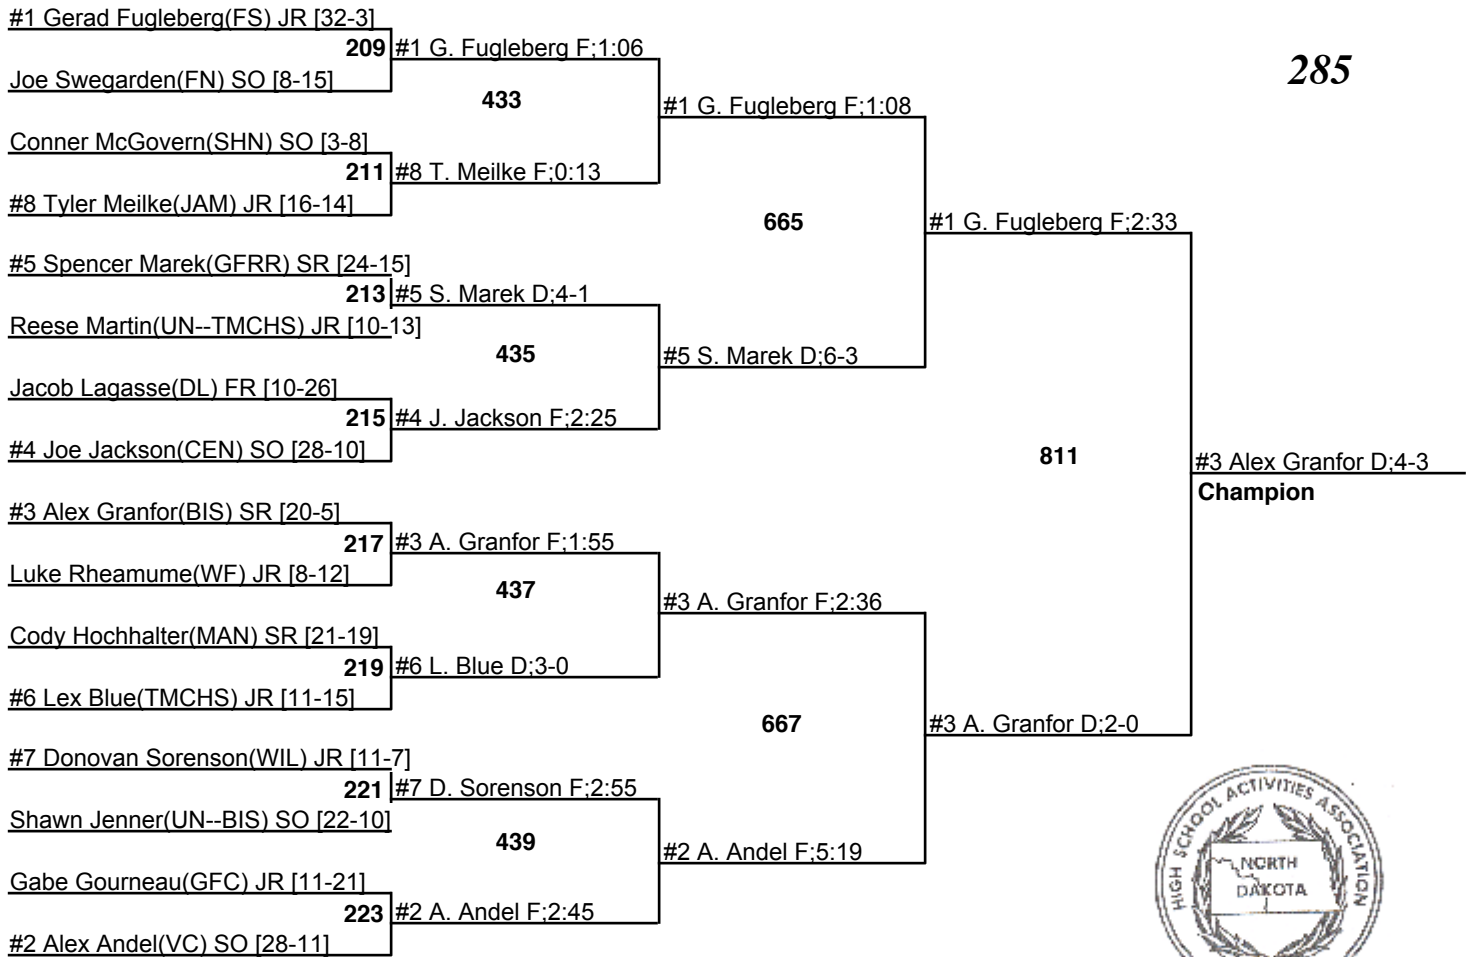 #1 Gerad Fugleberg(FS) JR [32-3]
209 #1 G. Fugleberg F;1:06
Joe Swegarden(FN) SO [8-15]
285
433
#1 G. Fugleberg F;1:08
Conner McGovern(SHN) SO [3-8]
211 #8 T. Meilke F;0:13
#8 Tyler Meilke(JAM) JR [16-14]
665
#1 G. Fugleberg F;2:33
#5 Spencer Marek(GFRR) SR [24-15]
213 #5 S. Marek D;4-1
Reese Martin(UN--TMCHS) JR [10-13]
435
#5 S. Marek D;6-3
Jacob Lagasse(DL) FR [10-26]
215 #4 J. Jackson F;2:25
#4 Joe Jackson(CEN) SO [28-10]
811
#3 Alex Granfor D;4-3
Champion
#3 Alex Granfor(BIS) SR [20-5]
217 #3 A. Granfor F;1:55
Luke Rheamume(WF) JR [8-12]
437
#3 A. Granfor F;2:36
Cody Hochhalter(MAN) SR [21-19]
219 #6 L. Blue D;3-0
#6 Lex Blue(TMCHS) JR [11-15]
667
#3 A. Granfor D;2-0
#7 Donovan Sorenson(WIL) JR [11-7]
221 #7 D. Sorenson F;2:55
Shawn Jenner(UN--BIS) SO [22-10]
439
#2 A. Andel F;5:19
Gabe Gourneau(GFC) JR [11-21]
223 #2 A. Andel F;2:45
#2 Alex Andel(VC) SO [28-11]
HIGH SCHOOL ACTIVITIES ASSOCIATION
NORTH
DAKOTA